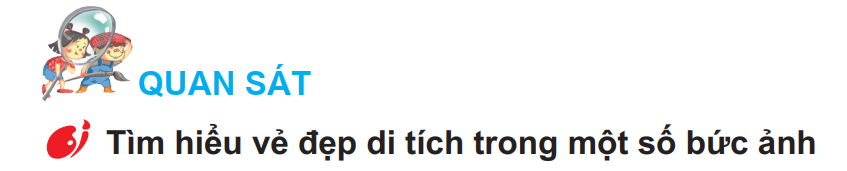 QUAN SÁT
Tìm hiểu vẻ đẹp di tích trong một số bức ảnh